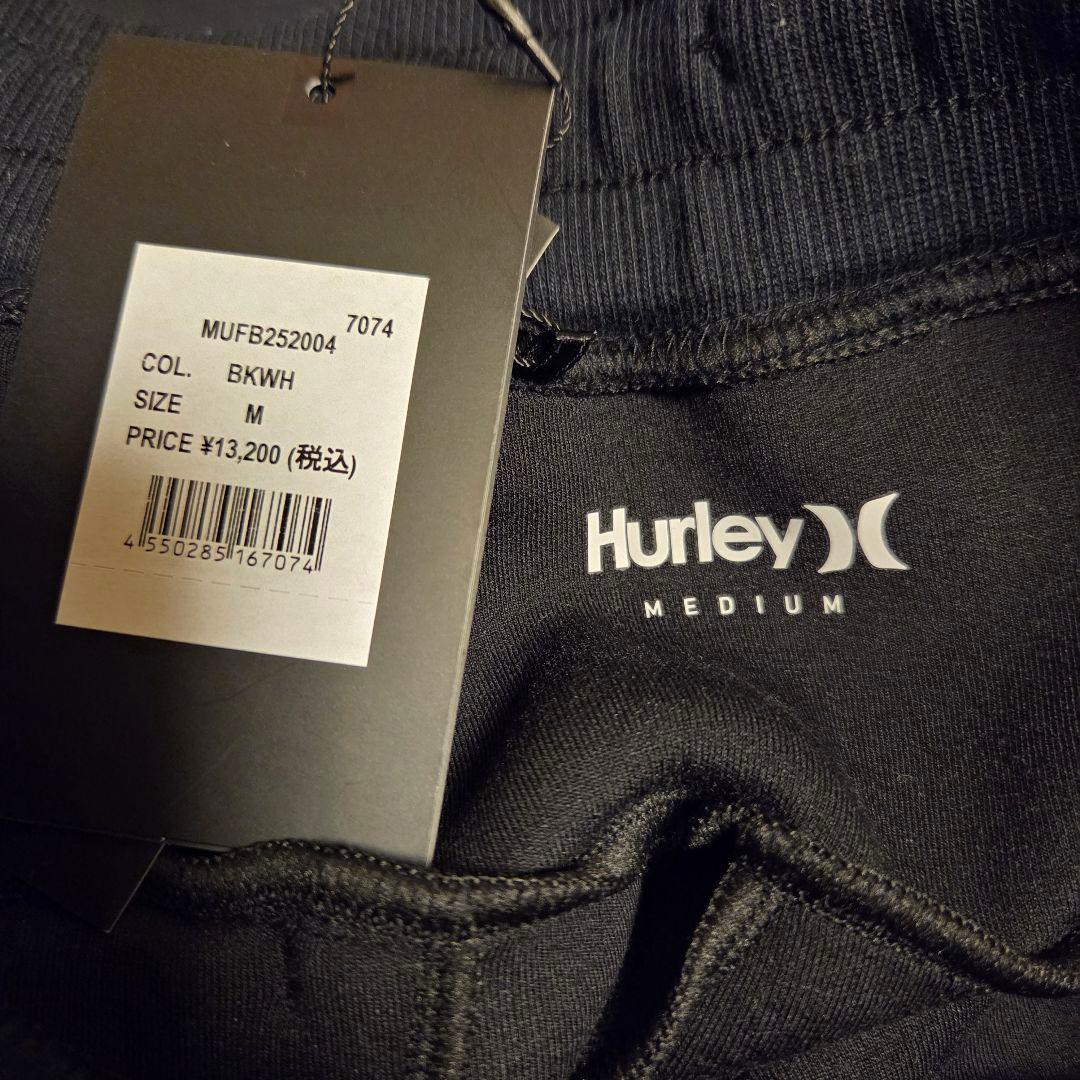 7074
MUFB252004
COL. BKWH
SIZE M
PRICE ¥13,200 (税込)
4 550285 167074
Hurley
MEDIUM